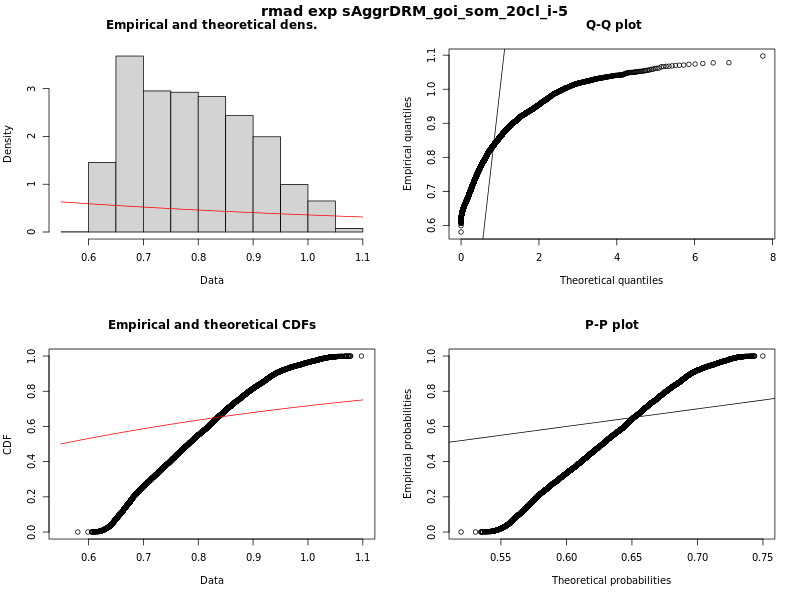 rmad exp sAggrDRM_goi_som_20cl_i-5
Empirical and theoretical dens.
Density
0 1 2 3
0.6 0.7 0.8 0.9 1.0 1.1
Data
Q-Q plot
Empirical quantiles
0.6 0.7 0.8 0.9 1.0 1.1
0 2 4 6 8
Theoretical quantiles
Empirical and theoretical CDFs
CDF
0.0 0.2 0.4 0.6 0.8 1.0
0.6 0.7 0.8 0.9 1.0 1.1
Data
P-P plot
Empirical probabilities
0.0 0.2 0.4 0.6 0.8 1.0
0.55 0.60 0.65 0.70 0.75
Theoretical probabilities